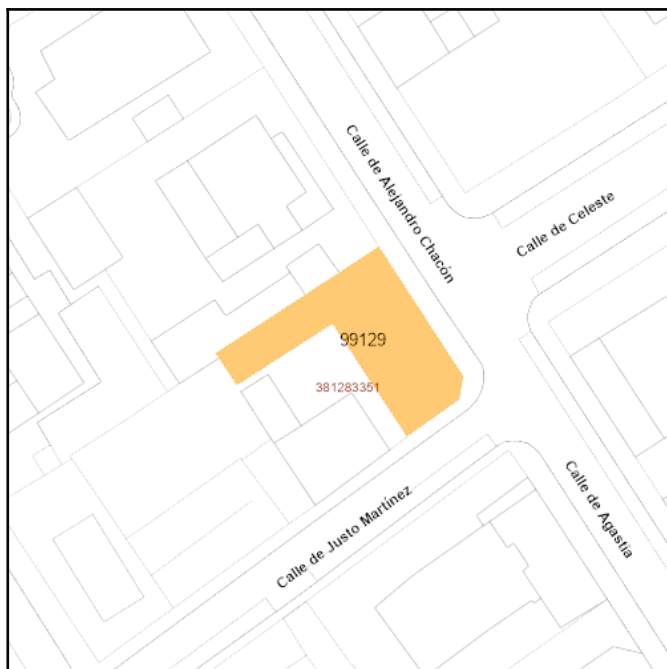 Calle de Alejandro Chacón
Calle de Celeste
99129
381283351
Calle de Justo Martínez
Calle de Agastia